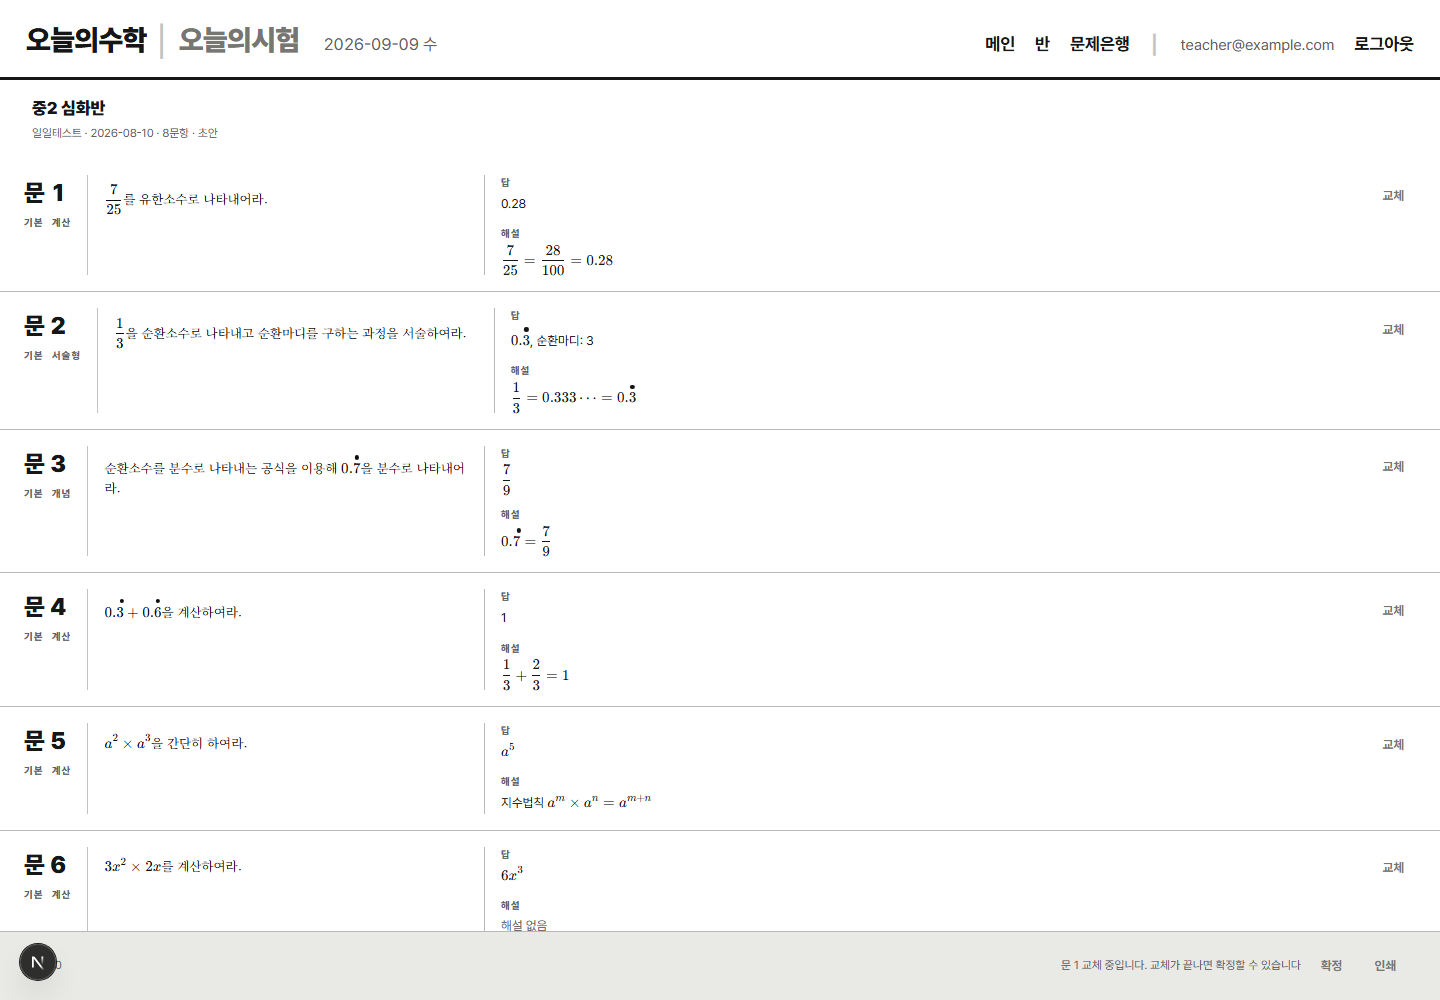 오늘의수학 | 오늘의시험 2026-09-09 수 메인 반 문제은행 | teacher@example.com 로그아웃
중2 심화반
일일테스트 · 2026-08-10 · 8문항 · 초안
문 1
기본 계산
7/25를 유한소수로 나타내어라.
답
0.28
해설
7/25 = 28/100 = 0.28
교체
문 2
기본 서술형
1/3을 순환소수로 나타내고 순환마디를 구하는 과정을 서술하여라.
답
0.3̇, 순환마디: 3
해설
1/3 = 0.333⋯ = 0.3̇
교체
문 3
기본 개념
순환소수를 분수로 나타내는 공식을 이용해 0.7̇을 분수로 나타내어
라.
답
7/9
해설
0.7̇ = 7/9
교체
문 4
기본 계산
0.3̇ + 0.6̇을 계산하여라.
답
1
해설
1/3 + 2/3 = 1
교체
문 5
기본 계산
a² × a³을 간단히 하여라.
답
a⁵
해설
지수법칙 aᵐ × aⁿ = aᵐ⁺ⁿ
교체
문 6
기본 계산
3x² × 2x를 계산하여라.
답
6x³
해설
해설 없음
교체
N
문 1 교체 중입니다. 교체가 끝나면 확정할 수 있습니다 확정 인쇄